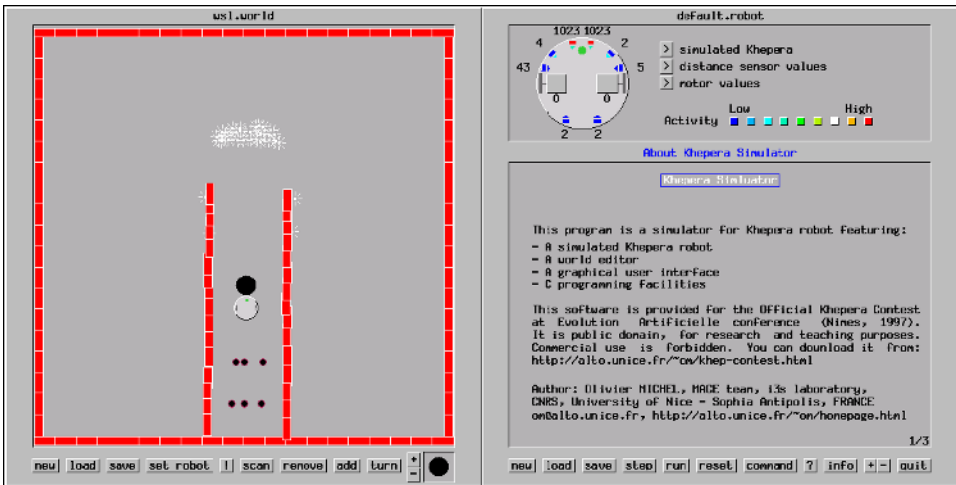 wsl.world
new load save set robot ! scan remove add turn + -
default.robot
1023 1023
4 2
43 5
0 0
2 2
> simulated Khepera
> distance sensor values
> motor values
Low High
Activity
About Khepera Simulator
Khepera Simluator
This program is a simulator for Khepera robot featuring:
- A simulated Khepera robot
- A world editor
- A graphical user interface
- C programming facilities
This software is provided for the Official Khepera Contest
at Evolution Artificielle conference (Nimes, 1997).
It is public domain, for research and teaching purposes.
Commercial use is forbidden. You can download it from:
http://alto.unice.fr/~om/khep-contest.html
Author: Olivier MICHEL, MAGE team, i3s laboratory,
CNRS, University of Nice - Sophia Antipolis, FRANCE
om@alto.unice.fr, http://alto.unice.fr/~om/homepage.html
1/3
new load save step run reset command ? info + - quit